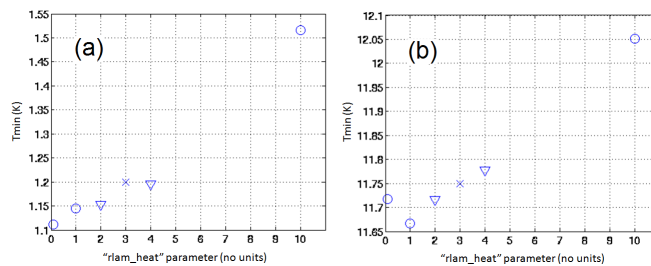 (a)
1.55
1.5
1.45
1.4
1.35
1.3
1.25
1.2
1.15
1.1
Tmin (K)
0 1 2 3 4 5 6 7 8 9 10
"rlam_heat" parameter (no units)
(b)
12.1
12.05
12
11.95
11.9
11.85
11.8
11.75
11.7
11.65
Tmin (K)
0 1 2 3 4 5 6 7 8 9 10
"rlam_heat" parameter (no units)